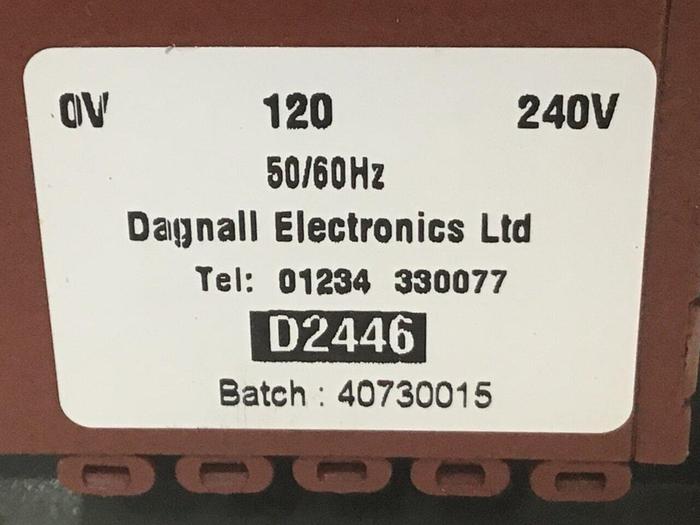 0V 120 240V
50/60Hz
Dagnall Electronics Ltd
Tel: 01234 330077
D2446
Batch : 40730015